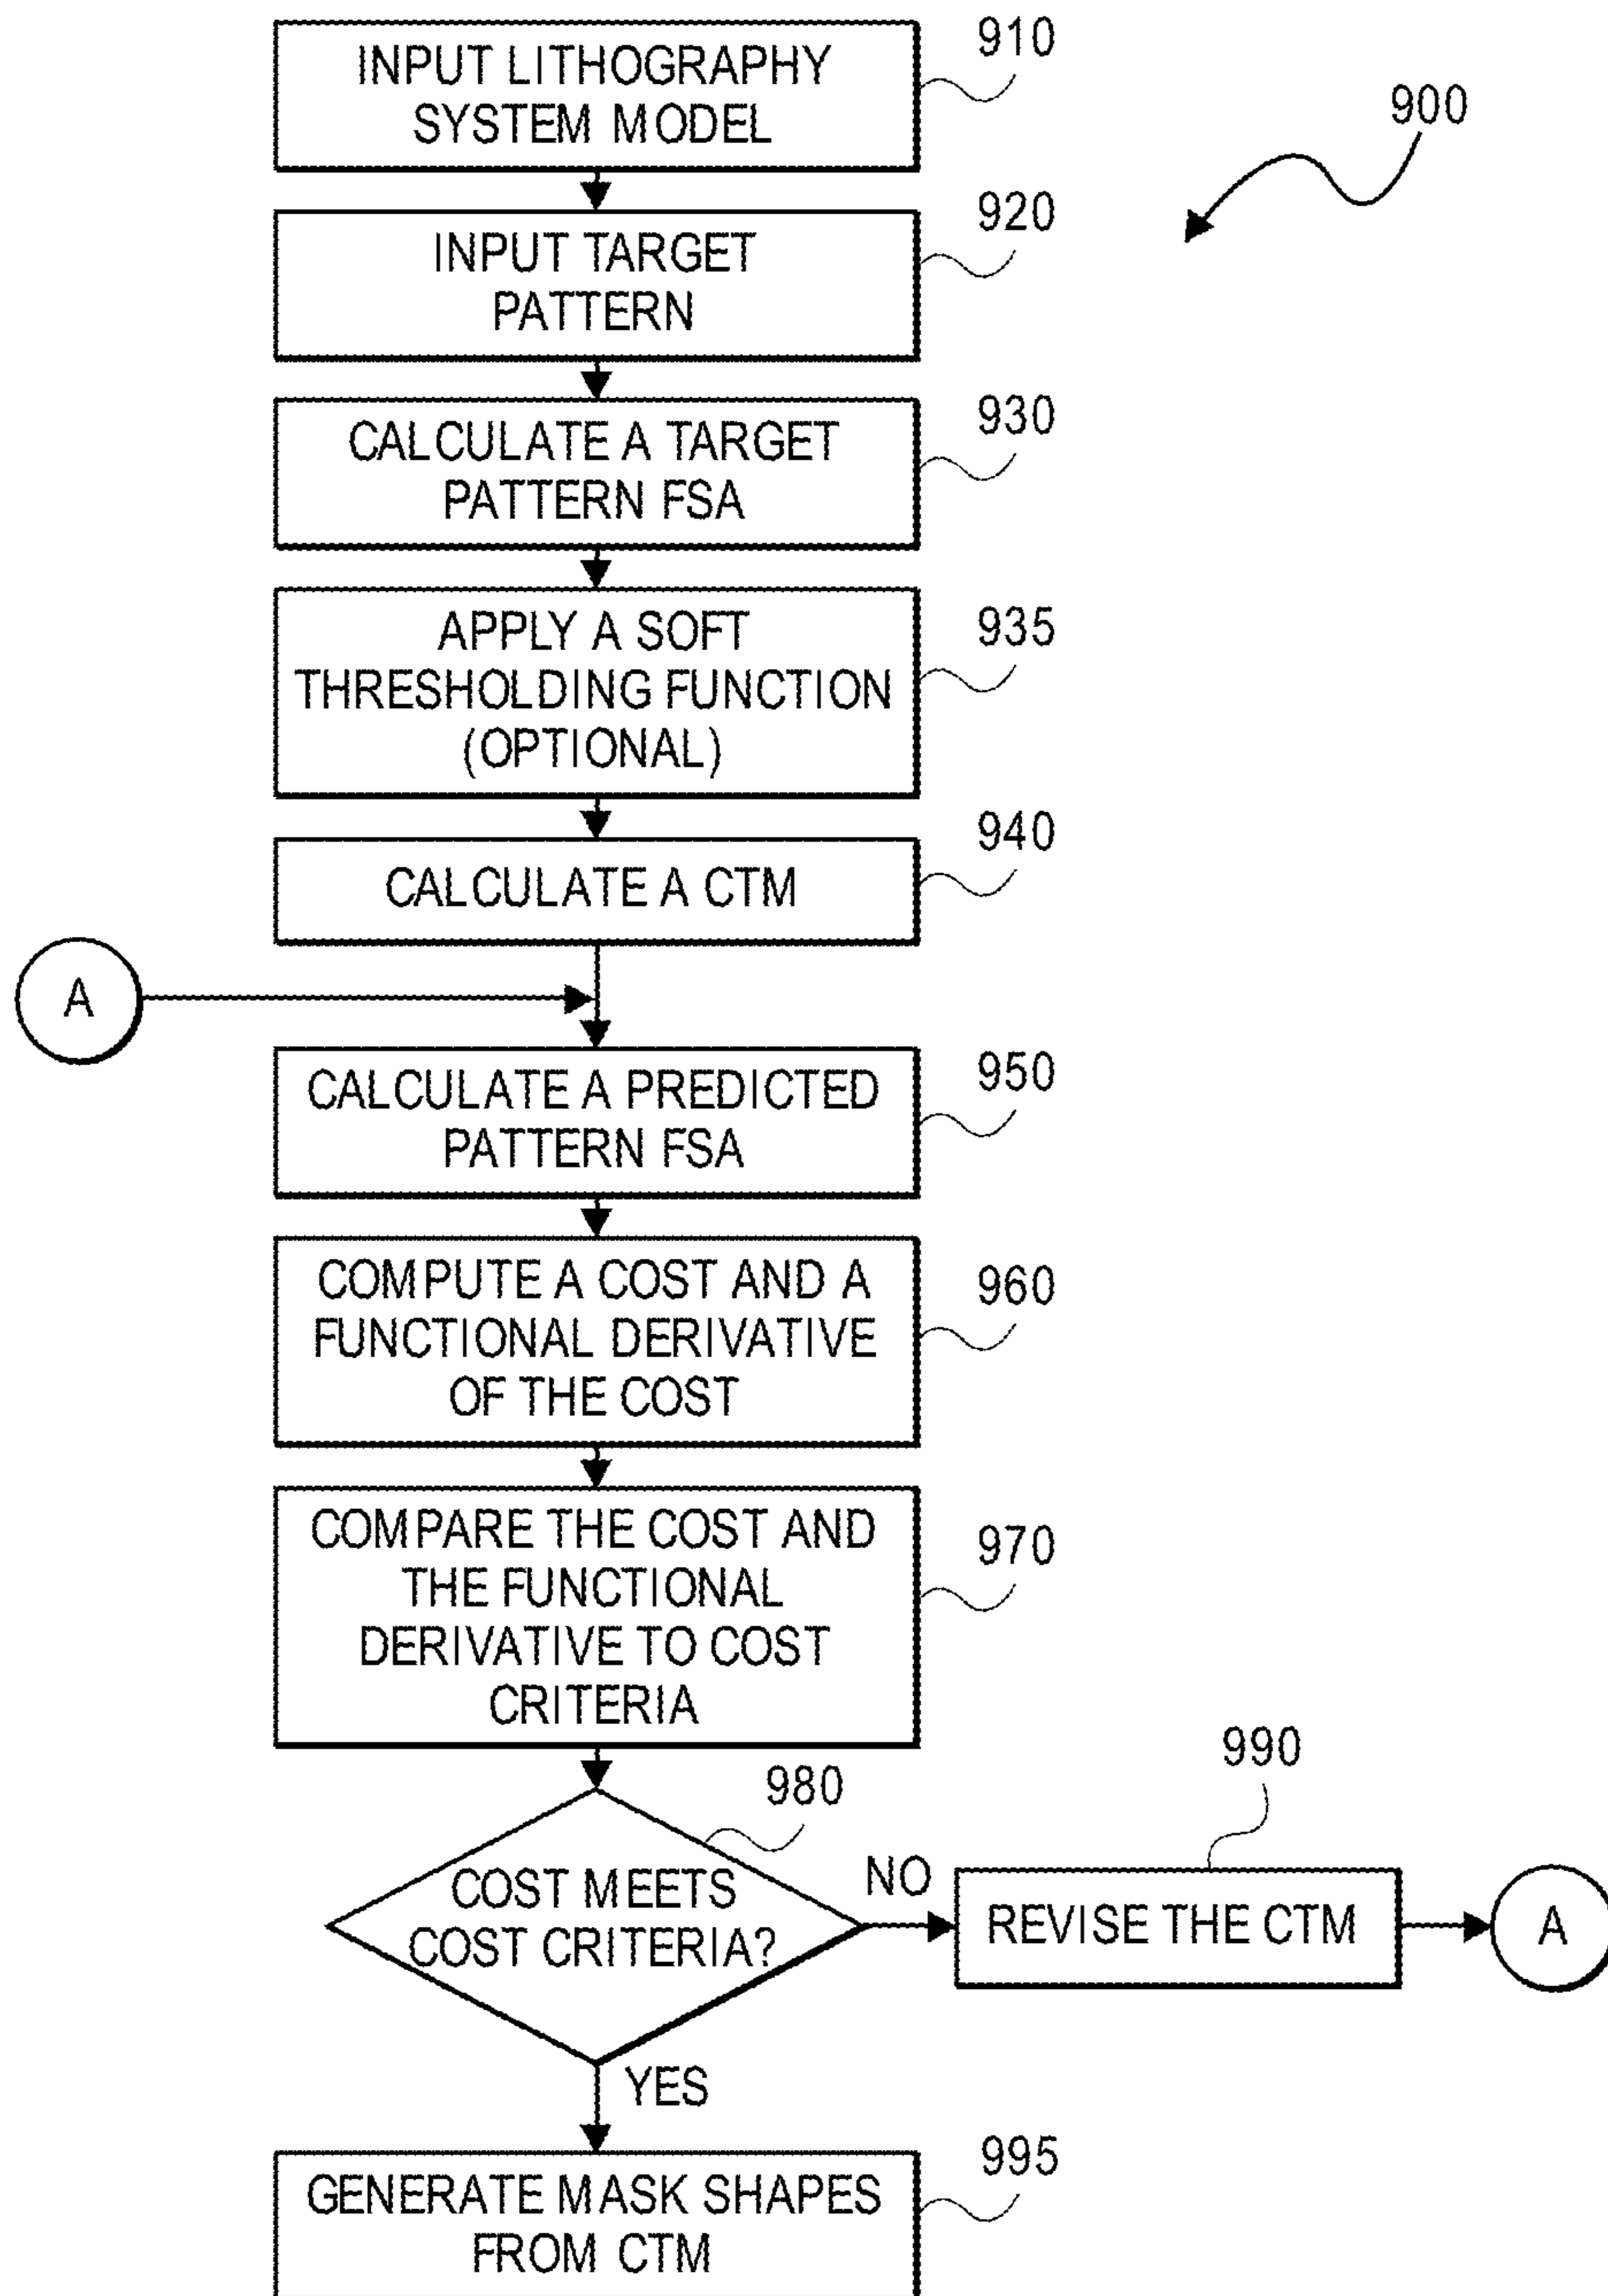 INPUT LITHOGRAPHY
SYSTEM MODEL
910
900
INPUT TARGET
PATTERN
920
CALCULATE A TARGET
PATTERN FSA
930
APPLY A SOFT
THRESHOLDING FUNCTION
(OPTIONAL)
935
CALCULATE A CTM
940
A
CALCULATE A PREDICTED
PATTERN FSA
950
COMPUTE A COST AND A
FUNCTIONAL DERIVATIVE
OF THE COST
960
COMPARE THE COST AND
THE FUNCTIONAL
DERIVATIVE TO COST
CRITERIA
970
COST MEETS
COST CRITERIA?
980
NO
REVISE THE CTM
990
A
YES
GENERATE MASK SHAPES
FROM CTM
995